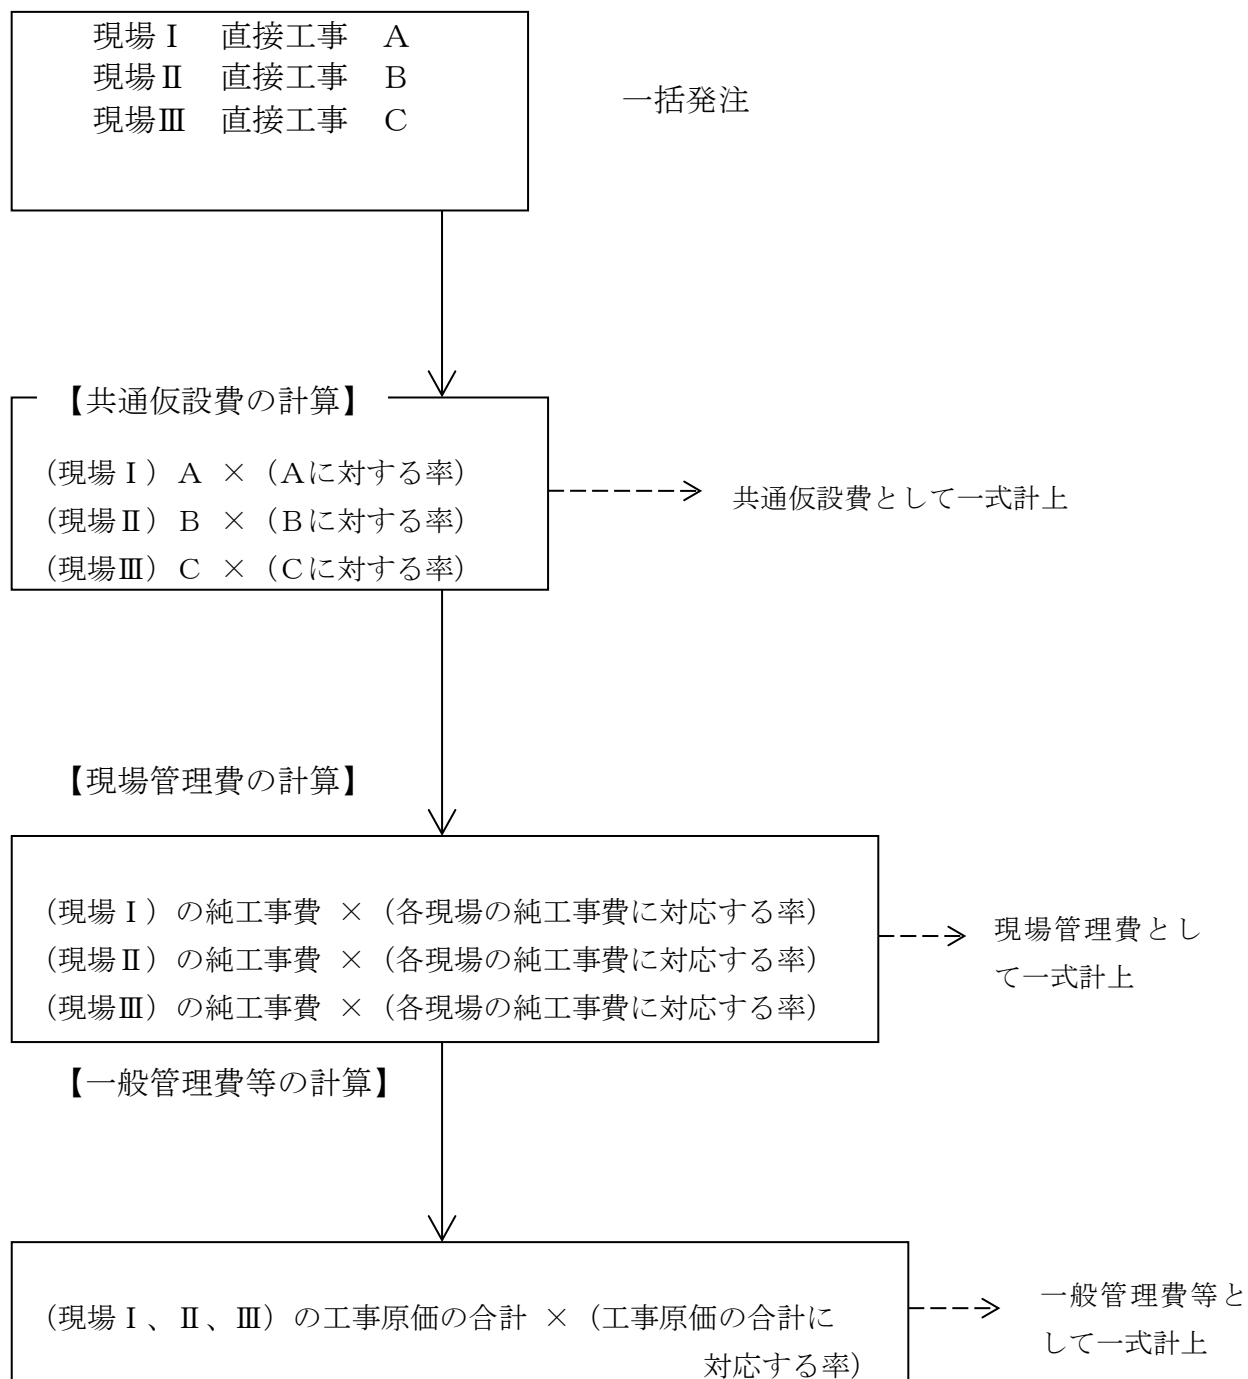 現場Ⅰ　直接工事　A
現場Ⅱ　直接工事　B
現場Ⅲ　直接工事　C
一括発注
【共通仮設費の計算】
（現場Ⅰ）A ×（Aに対する率）
（現場Ⅱ）B ×（Bに対する率）
（現場Ⅲ）C ×（Cに対する率）
共通仮設費として一式計上
【現場管理費の計算】
（現場Ⅰ）の純工事費 ×（各現場の純工事費に対応する率）
（現場Ⅱ）の純工事費 ×（各現場の純工事費に対応する率）
（現場Ⅲ）の純工事費 ×（各現場の純工事費に対応する率）
現場管理費とし
て一式計上
【一般管理費等の計算】
（現場Ⅰ、Ⅱ、Ⅲ）の工事原価の合計 ×（工事原価の合計に
対応する率）
一般管理費等と
して一式計上